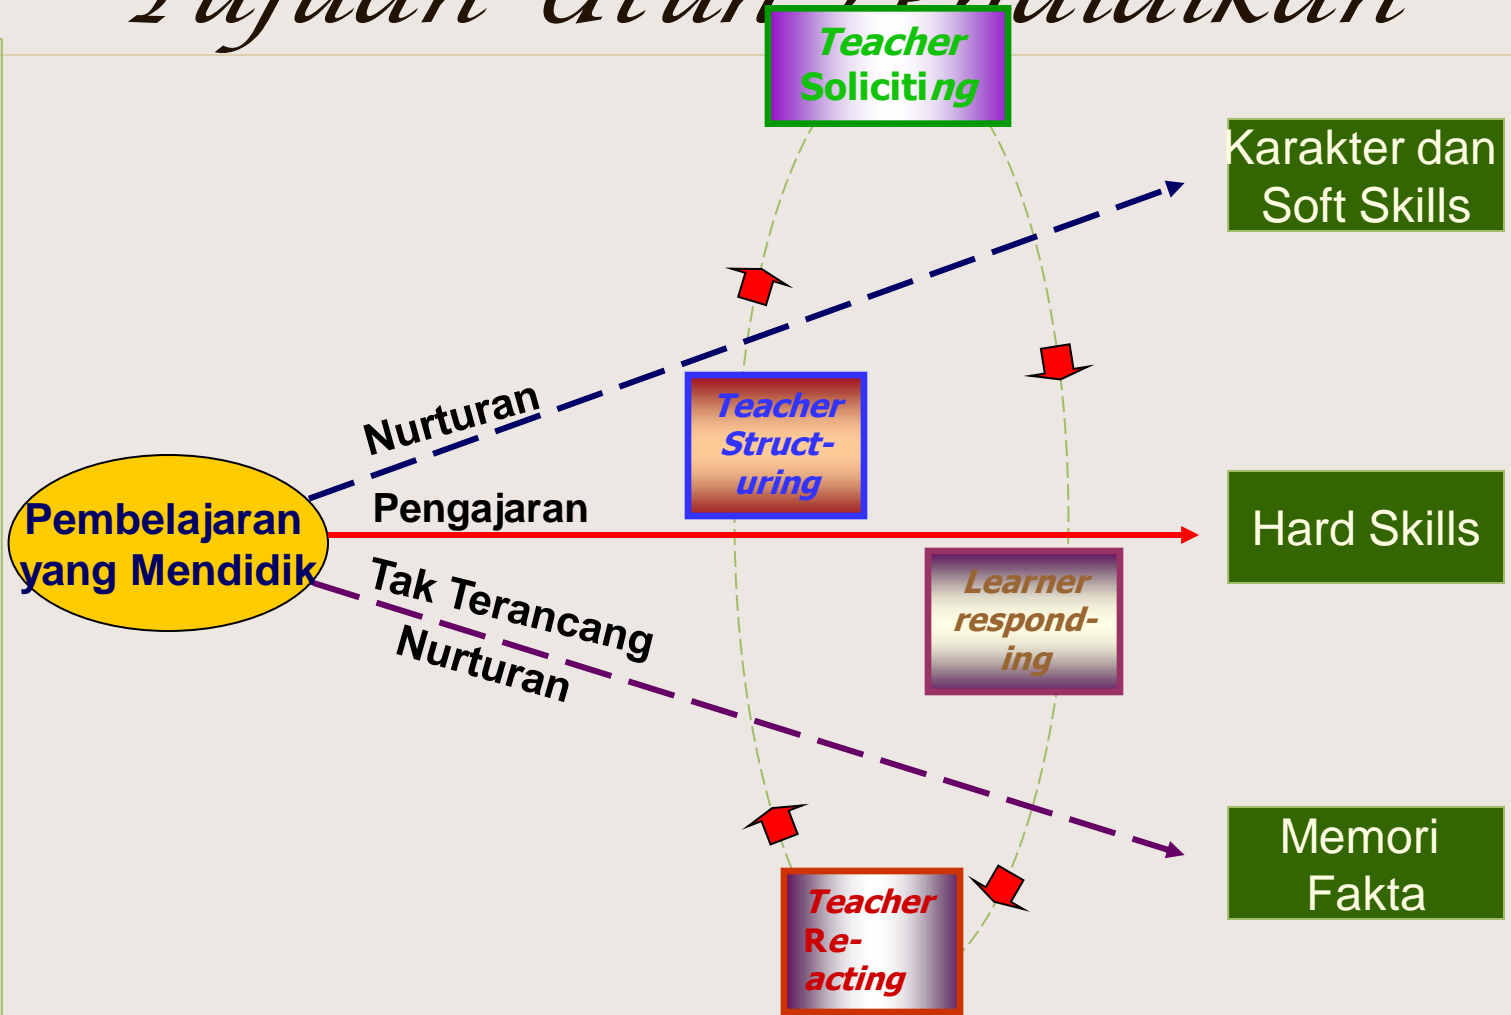 Teacher
Soliciting
Karakter dan
Soft Skills
Nurturan
Teacher
Struct-
uring
Pembelajaran
yang Mendidik
Pengajaran
Hard Skills
Tak Terancang
Nurturan
Learner
respond-
ing
Memori
Fakta
Teacher
Re-
acting